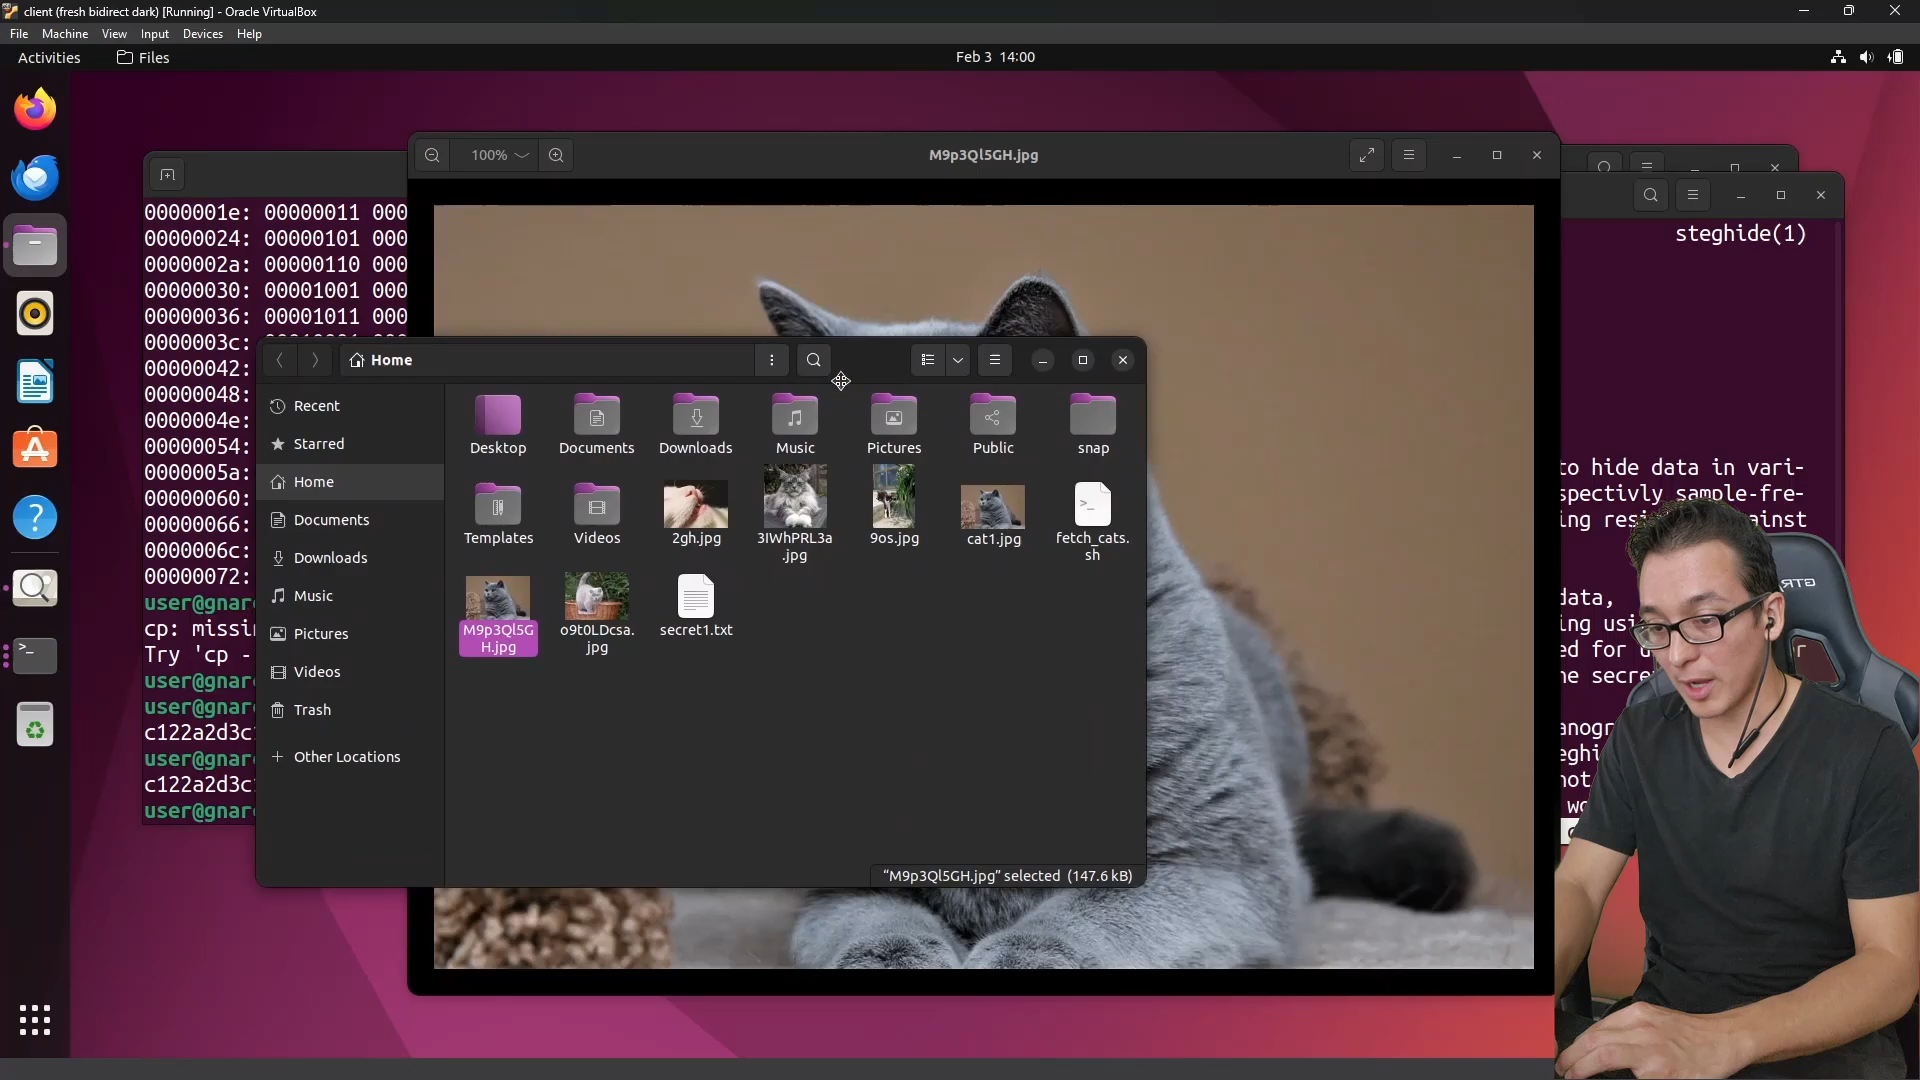 client (fresh bidirect dark) [Running] - Oracle VirtualBox
File Machine View Input Devices Help
Activities Files Feb 3 14:00
100% M9p3Ql5GH.jpg
steghide(1)
0000001e: 00000011 000
00000024: 00000101 000
0000002a: 00000110 000
00000030: 00001001 000
00000036: 00001011 000
0000003c:
00000042:
00000048:
0000004e:
00000054:
0000005a:
00000060:
00000066:
0000006c:
00000072:
user@gnar
cp: missi
Try 'cp -
user@gnar
user@gnar
c122a2d3c
user@gnar
c122a2d3c
user@gnar
Home
Recent
Starred
Home
Documents
Downloads
Music
Pictures
Videos
Trash
Other Locations
Desktop Documents Downloads Music Pictures Public snap
Templates Videos 2gh.jpg 3IWhPRL3a.jpg 9os.jpg cat1.jpg fetch_cats.sh
M9p3Ql5GH.jpg o9t0LDcsa.jpg secret1.txt
“M9p3Ql5GH.jpg” selected (147.6 kB)
to hide data in vari-
spectivly sample-fre-
ainst
data,
ing usi
ed for
he secre
anogr
eghi
not
GTR